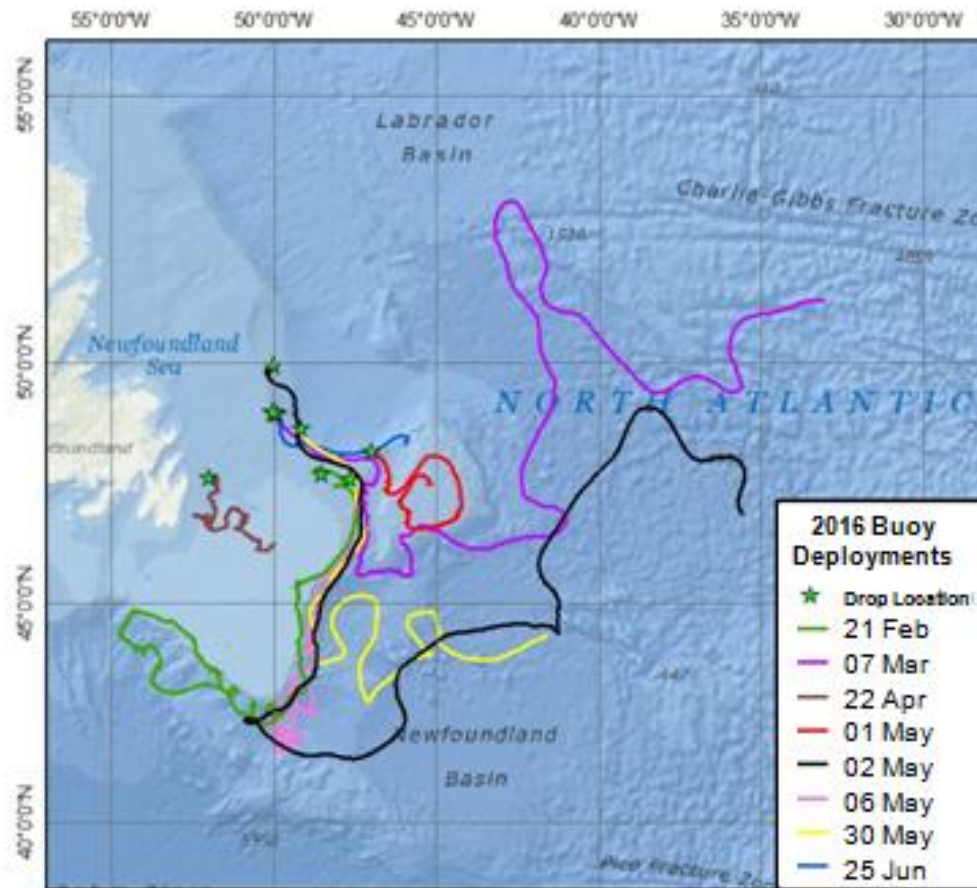 55°0'0"W 50°0'0"W 45°0'0"W 40°0'0"W 35°0'0"W 30°0'0"W
55°0'0"N
Labrador
Basin
Charlie-Gibbs Fracture Zo
50°0'0"N
Newfoundland
Sea
NORTH ATLANTIC
45°0'0"N
Newfoundland
Basin
40°0'0"N
Pico Fracture Zo
2016 Buoy
Deployments
Drop Location
21 Feb
07 Mar
22 Apr
01 May
02 May
06 May
30 May
25 Jun